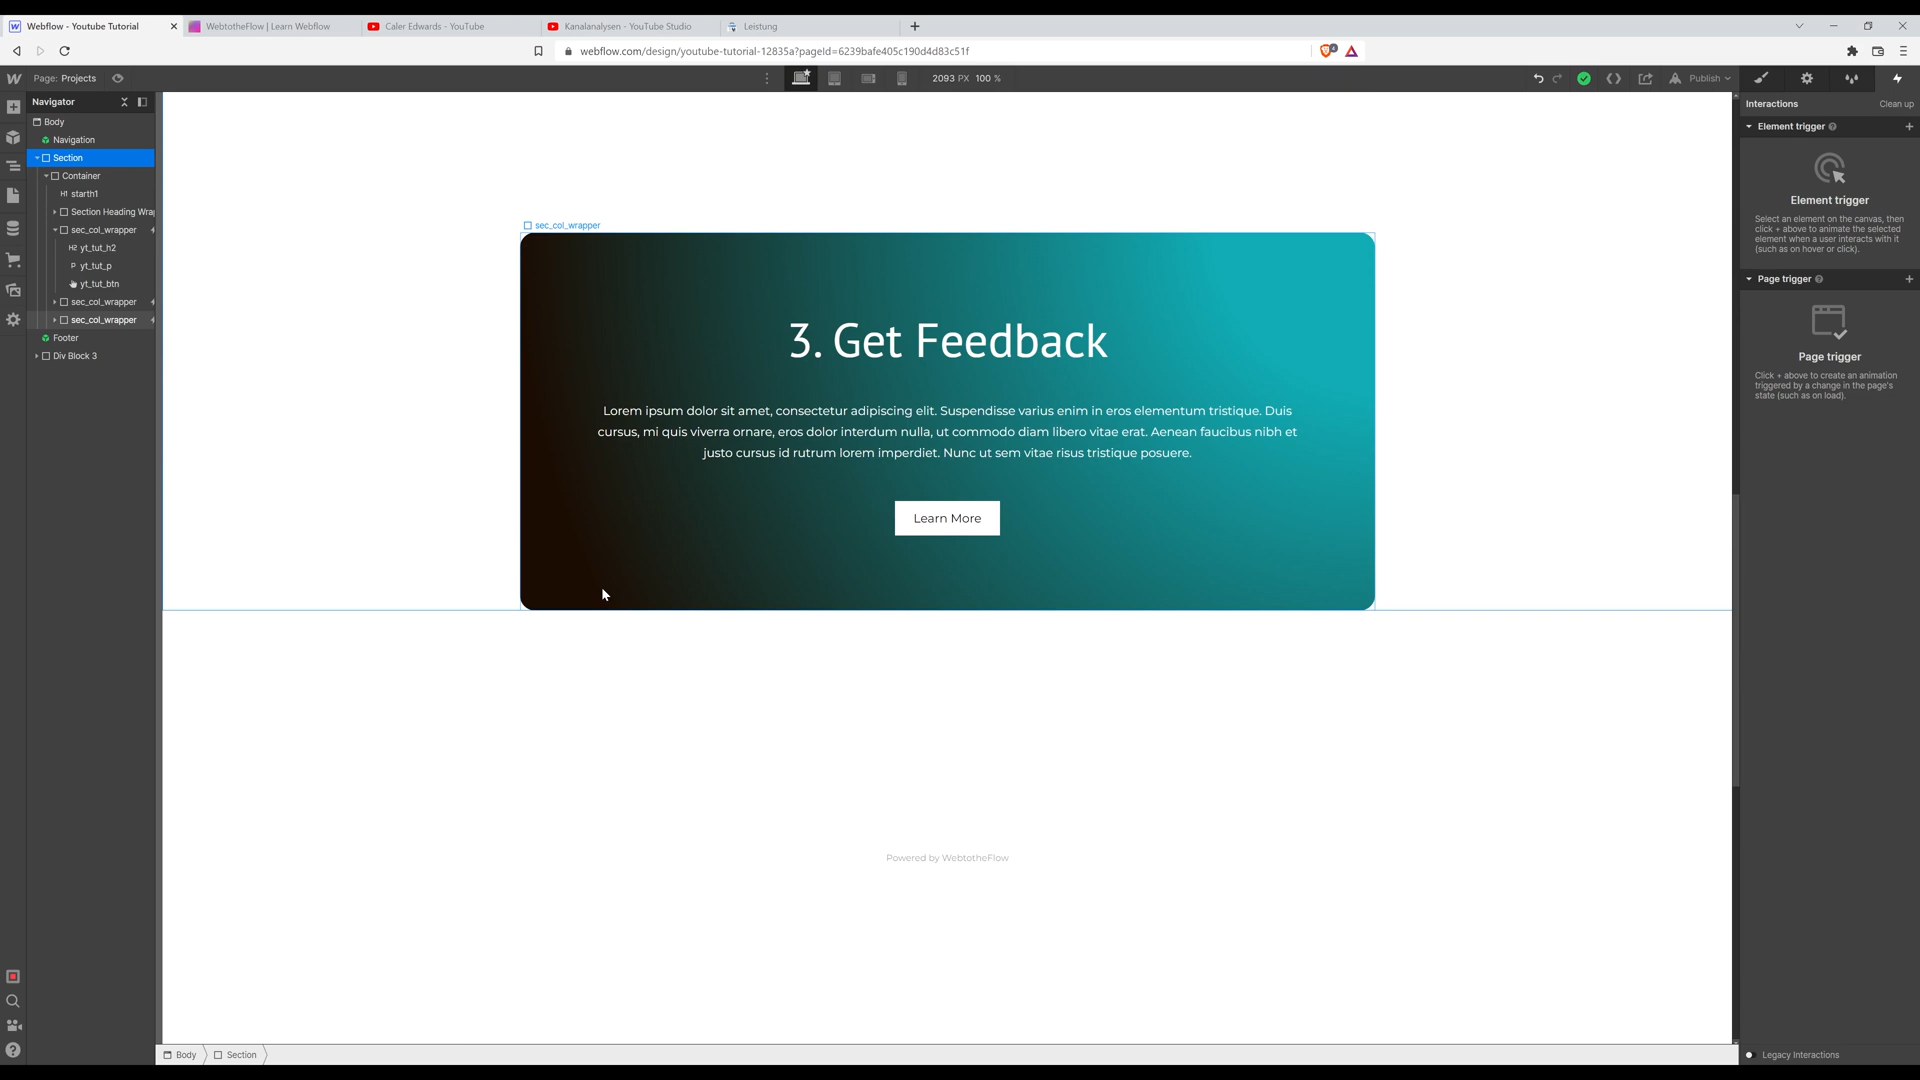 Webflow - Youtube Tutorial
WebtotheFlow | Learn Webflow
Caler Edwards - YouTube
Kanalanalysen - YouTube Studio
Leistung
webflow.com/design/youtube-tutorial-12835a?pageId=6239bafe405c190d4d83c51f
Page: Projects
2093 PX 100 %
Publish
Navigator
Body
Navigation
Section
Container
H1 starth1
Section Heading Wra
sec_col_wrapper
H2 yt_tut_h2
P yt_tut_p
yt_tut_btn
sec_col_wrapper
sec_col_wrapper
Footer
Div Block 3
sec_col_wrapper
3. Get Feedback
Lorem ipsum dolor sit amet, consectetur adipiscing elit. Suspendisse varius enim in eros elementum tristique. Duis
cursus, mi quis viverra ornare, eros dolor interdum nulla, ut commodo diam libero vitae erat. Aenean faucibus nibh et
justo cursus id rutrum lorem imperdiet. Nunc ut sem vitae risus tristique posuere.
Learn More
Powered by WebtotheFlow
Interactions
Clean up
Element trigger
Element trigger
Select an element on the canvas, then
click + above to animate the selected
element when a user interacts with it
(such as on hover or click).
Page trigger
Page trigger
Click + above to create an animation
triggered by a change in the page's
state (such as on load).
Body
Section
Legacy Interactions